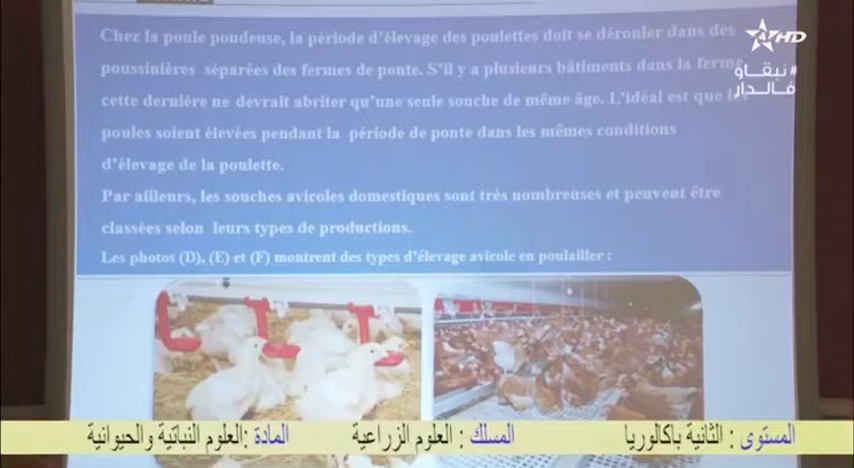 HD
#نبقاو
فالدار
Chez la poule pondeuse, la période d'élevage des poulettes doit se dérouler dans des
poussinières séparées des fermes de ponte. S'il y a plusieurs bâtiments dans la ferme
cette dernière ne devrait abriter qu'une seule souche de même âge. L'idéal est que les
poules soient élevées pendant la période de ponte dans les mêmes conditions
d'élevage de la poulette.
Par ailleurs, les souches avicoles domestiques sont très nombreuses et peuvent être
classées selon leurs types de productions.
Les photos (D), (E) et (F) montrent des types d'élevage avicole en poulailler :
المستوى : الثانية باكالوريا المسلك : العلوم الزراعية المادة :العلوم النباتية والحيوانية